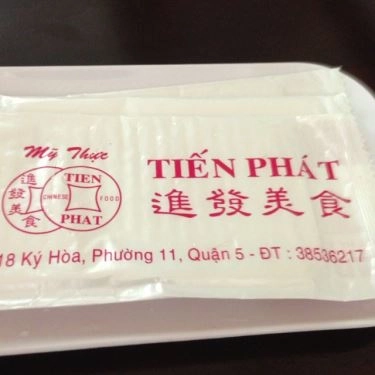 Mỹ Thực
TIẾN PHÁT
進發美食
進發美食
CHINESE FOOD
TIEN
PHAT
18 Ký Hòa, Phường 11, Quận 5 - ĐT : 38536217